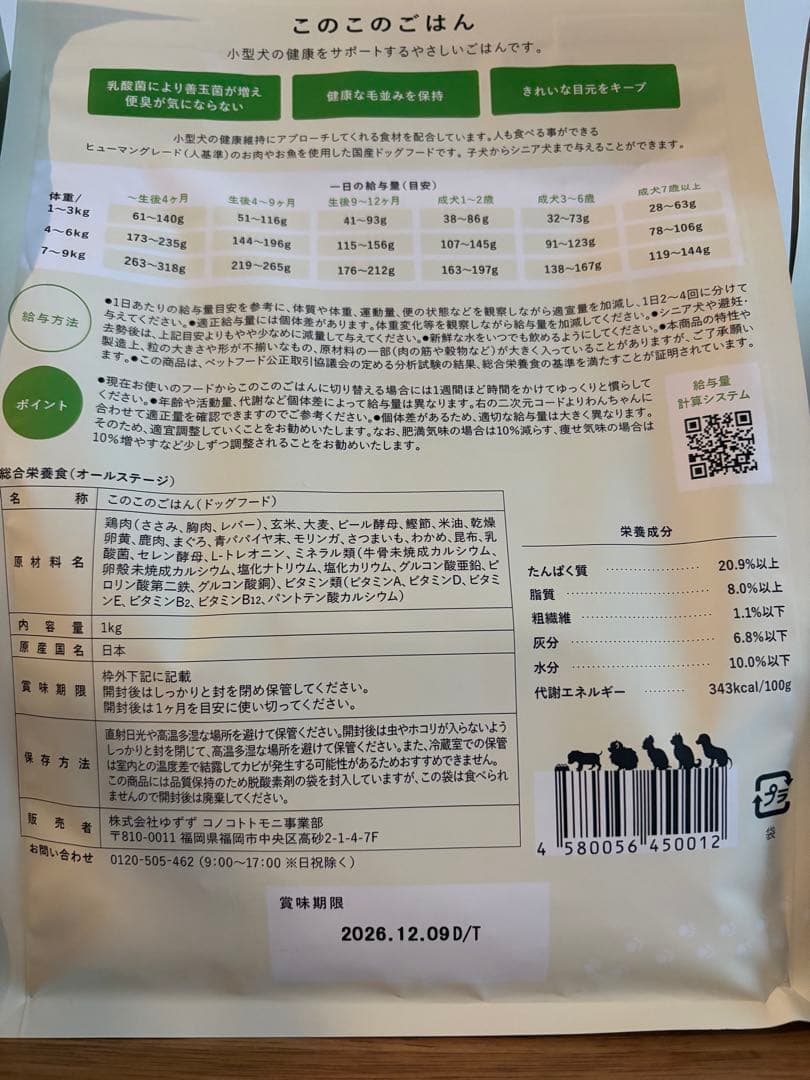 このこのごはん
小型犬の健康をサポートするやさしいごはんです。
乳酸菌により善玉菌が増え
便臭が気にならない
健康な毛並みを保持
きれいな目元をキープ
小型犬の健康維持にアプローチしてくれる食材を配合しています。人も食べる事ができる
ヒューマングレード(人基準)のお肉やお魚を使用した国産ドッグフードです。子犬からシニア犬まで与えることができます。
一日の給与量(目安)
体重/ 〜生後4ヶ月 生後4〜9ヶ月 生後9〜12ヶ月 成犬1〜2歳 成犬3〜6歳 成犬7歳以上
1〜3kg 61〜140g 51〜116g 41〜93g 38〜86g 32〜73g 28〜63g
4〜6kg 173〜235g 144〜196g 115〜156g 107〜145g 91〜123g 78〜106g
7〜9kg 263〜318g 219〜265g 176〜212g 163〜197g 138〜167g 119〜144g
給与方法
●1日あたりの給与量目安を参考に、体質や体重、運動量、便の状態などを観察しながら適宜量を加減し、1日2〜4回に分けて
与えてください。●適正給与量には個体差があります。体重変化等を観察しながら給与量を加減してください。●シニア犬や避妊・
去勢後は、上記目安よりもやや少なめに減量して与えてください。●新鮮な水をいつでも飲めるようにしてください。●本商品の特性や
製造上、粒の大きさや形が不揃いなもの、原材料の一部(肉の筋や穀物など)が大きく入っていることがありますが、ご了承願い
ます。●この商品は、ペットフード公正取引協議会の定める分析試験の結果、総合栄養食の基準を満たすことが証明されています。
ポイント
●現在お使いのフードからこのこのごはんに切り替える場合には1週間ほど時間をかけてゆっくりと慣らして
ください。●年齢や活動量、代謝など個体差によって給与量は異なります。右の二次元コードよりわんちゃんに
合わせて適正量を確認できますのでご参考ください。●個体差があるため、適切な給与量は大きく異なります。
そのため、適宜調整していくことをお勧めいたします。なお、肥満気味の場合は10%減らす、痩せ気味の場合は
10%増やすなど少しずつ調整されることをお勧めいたします。
給与量
計算システム
総合栄養食(オールステージ)
名称 このこのごはん(ドッグフード)
原材料名
鶏肉(ささみ、胸肉、レバー)、玄米、大麦、ビール酵母、鰹節、米油、乾燥
卵黄、鹿肉、まぐろ、青パパイヤ末、モリンガ、さつまいも、わかめ、昆布、乳
酸菌、セレン酵母、L-トレオニン、ミネラル類(牛骨未焼成カルシウム、
卵殻未焼成カルシウム、塩化ナトリウム、塩化カリウム、グルコン酸亜鉛、ピ
ロリン酸第二鉄、グルコン酸銅)、ビタミン類(ビタミンA、ビタミンD、ビタミ
ンE、ビタミンB2、ビタミンB12、パントテン酸カルシウム)
内容量 1kg
原産国名 日本
賞味期限
枠外下記に記載
開封後はしっかりと封を閉め保管してください。
開封後は1ヶ月を目安に使い切ってください。
保存方法
直射日光や高温多湿な場所を避けて保管ください。開封後は虫やホコリが入らないよう
しっかりと封を閉じて、高温多湿な場所を避けて保管ください。また、冷蔵室での保管
は室内との温度差で結露してカビが発生する可能性があるためおすすめできません。
この商品には品質保持のため脱酸素剤の袋を封入していますが、この袋は食べられ
ませんので開封後は廃棄してください。
販売者
株式会社ゆずず コノコトトモニ事業部
〒810-0011 福岡県福岡市中央区高砂2-1-4-7F
お問い合わせ 0120-505-462 (9:00〜17:00 ※日祝除く)
栄養成分
たんぱく質 ……… 20.9%以上
脂質 ……… 8.0%以上
粗繊維 ……… 1.1%以下
灰分 ……… 6.8%以下
水分 ……… 10.0%以下
代謝エネルギー ……… 343kcal/100g
4 580056 450012
プラ
袋
賞味期限
2026.12.09D/T